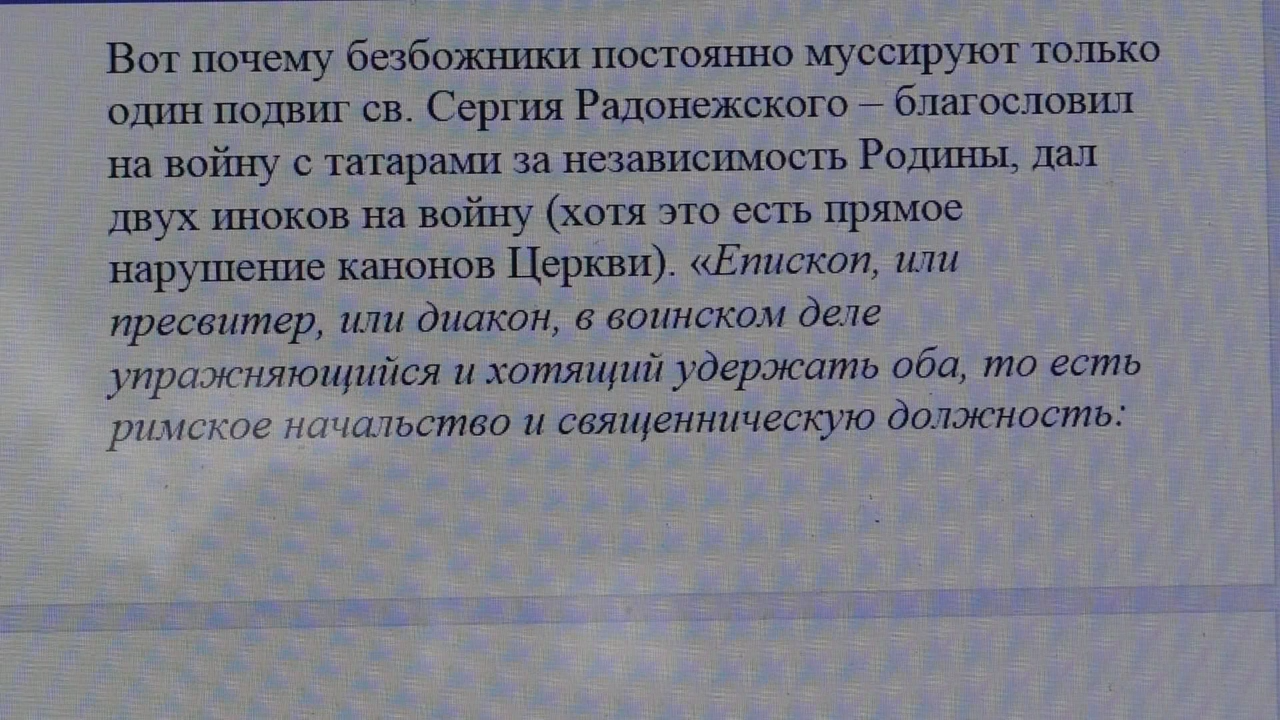 Вот почему безбожники постоянно муссируют только
один подвиг св. Сергия Радонежского – благословил
на войну с татарами за независимость Родины, дал
двух иноков на войну (хотя это есть прямое
нарушение канонов Церкви). «Епископ, или
пресвитер, или диакон, в воинском деле
упражняющийся и хотящий удержать оба, то есть
римское начальство и священническую должность: